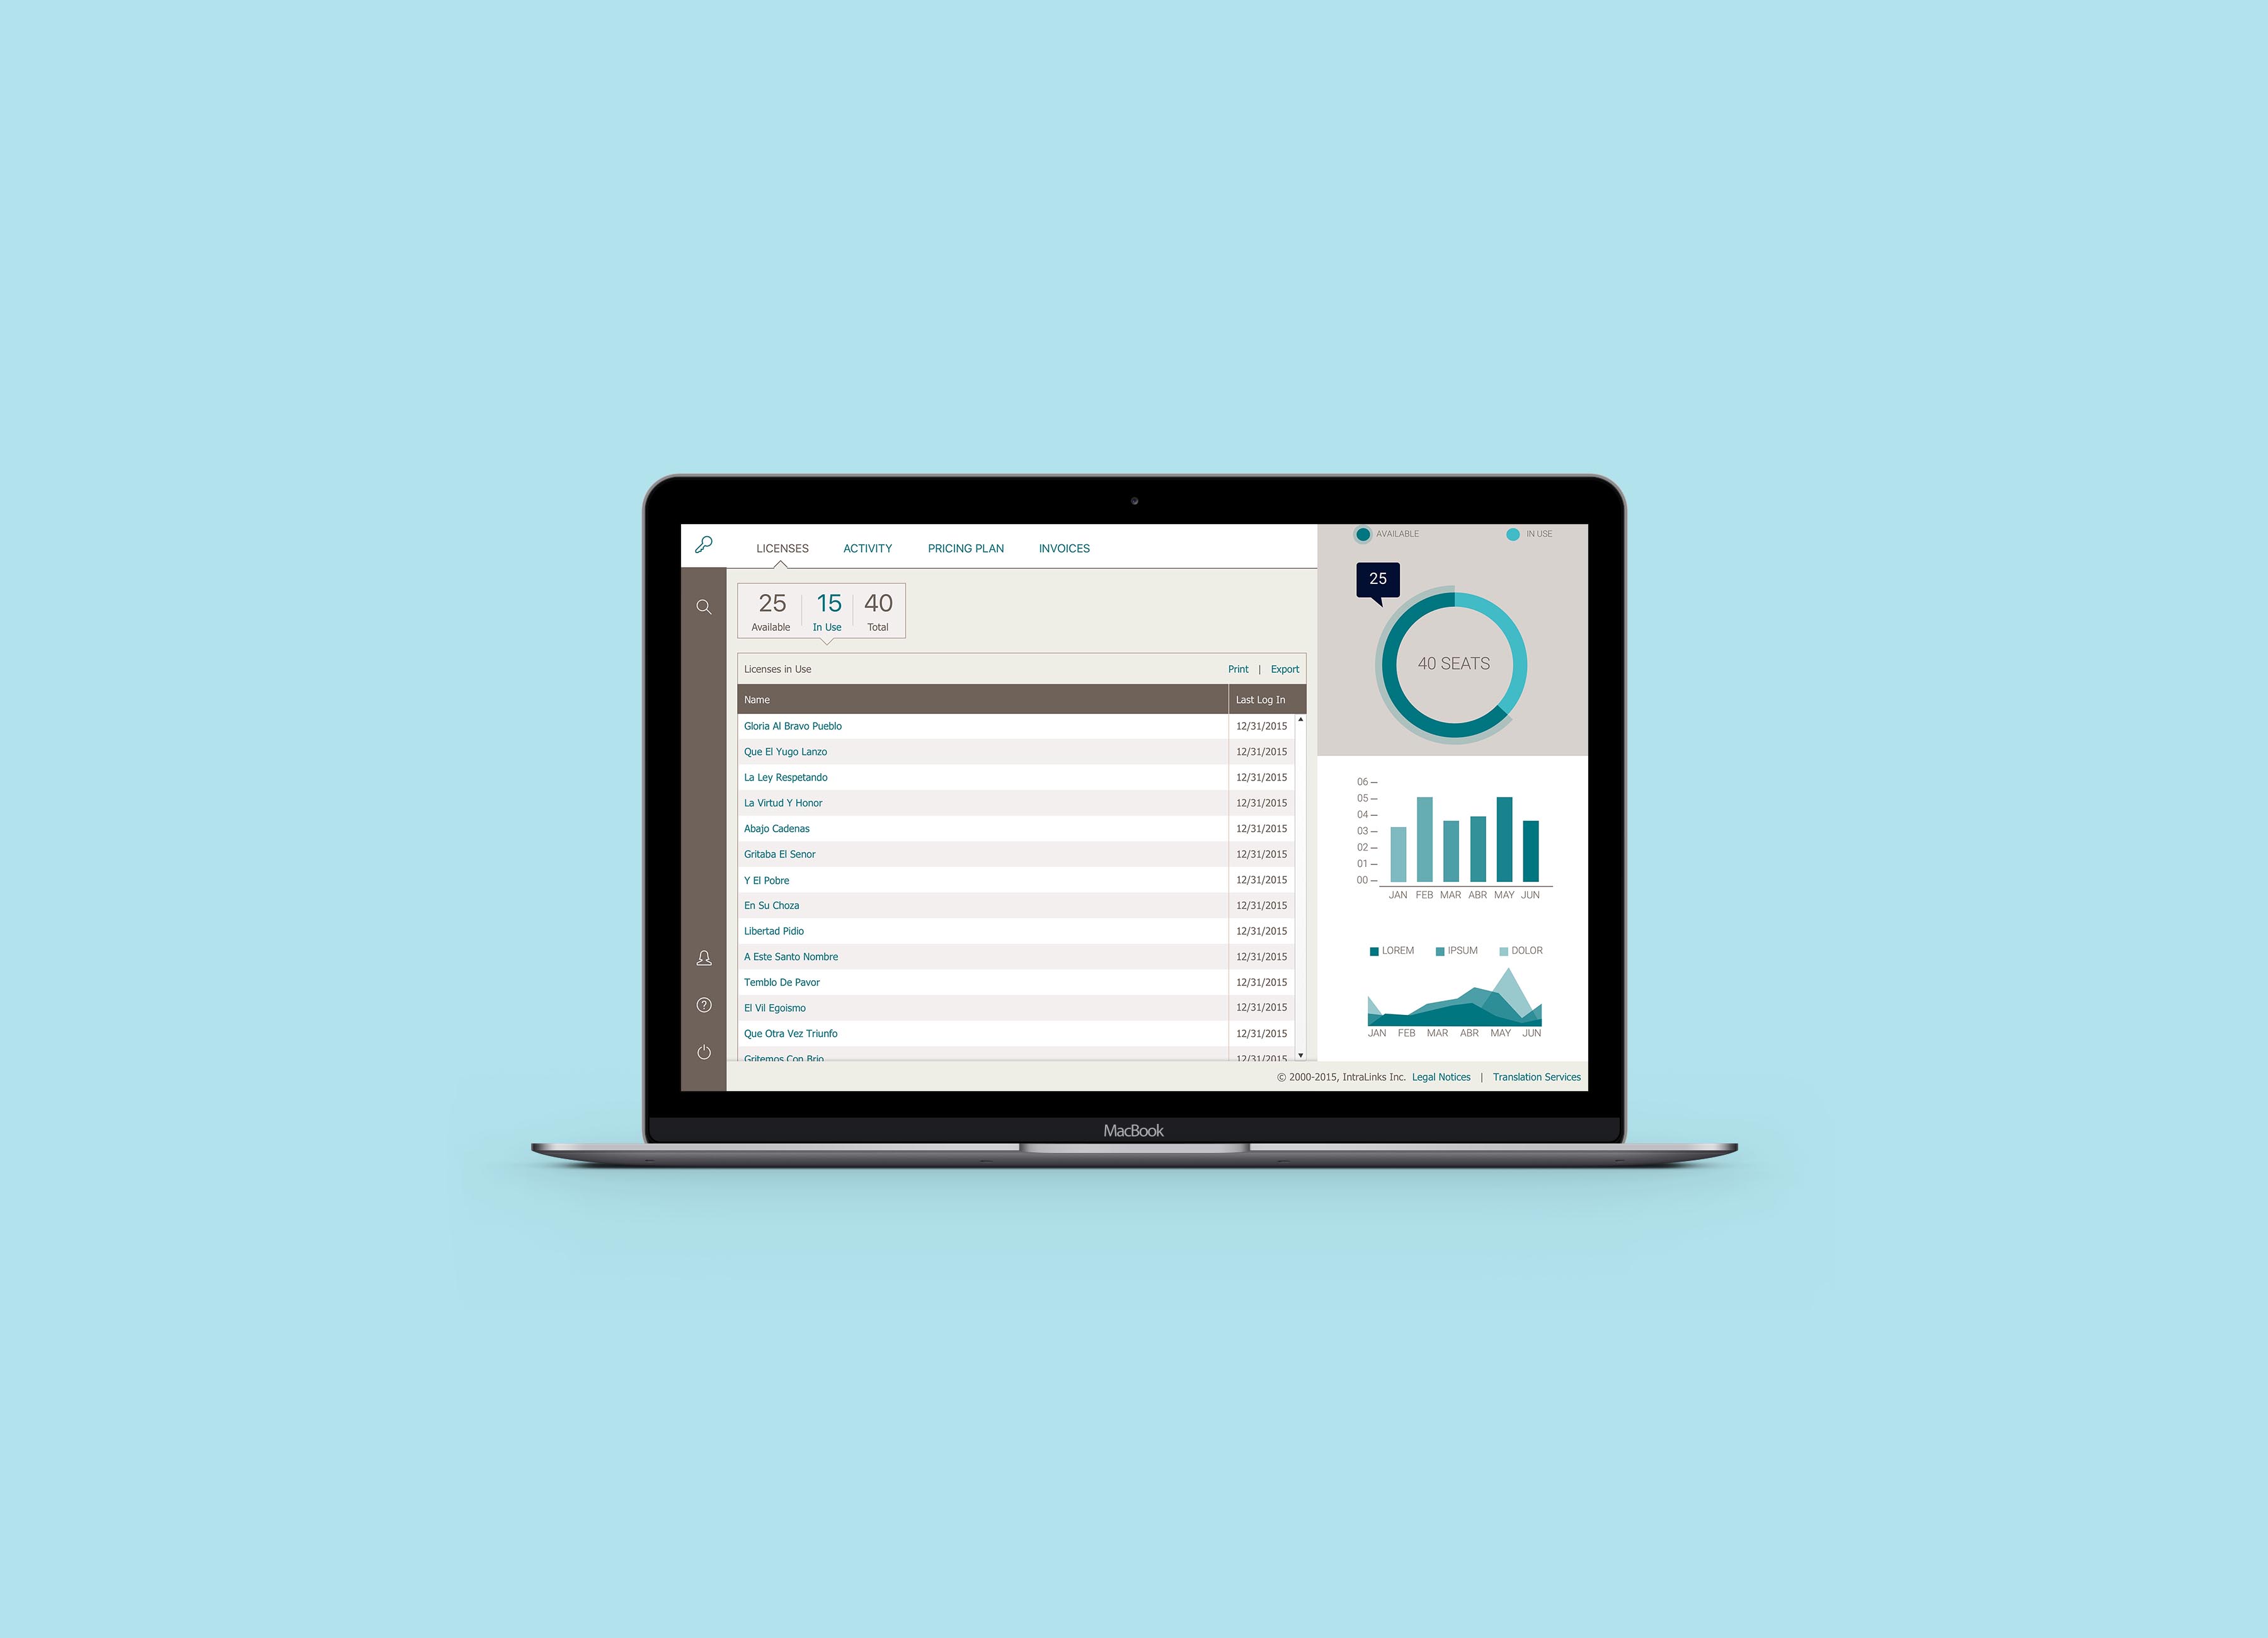 LICENSES ACTIVITY PRICING PLAN INVOICES
25 15 40
Available In Use Total
Licenses in Use Print | Export
Name Last Log In
Gloria Al Bravo Pueblo 12/31/2015
Que El Yugo Lanzo 12/31/2015
La Ley Respetando 12/31/2015
La Virtud Y Honor 12/31/2015
Abajo Cadenas 12/31/2015
Gritaba El Senor 12/31/2015
Y El Pobre 12/31/2015
En Su Choza 12/31/2015
Libertad Pidio 12/31/2015
A Este Santo Nombre 12/31/2015
Temblo De Pavor 12/31/2015
El Vil Egoismo 12/31/2015
Que Otra Vez Triunfo 12/31/2015
Gritemos Con Brio 12/31/2015
AVAILABLE IN USE
25
40 SEATS
06
05
04
03
02
01
00
JAN FEB MAR ABR MAY JUN
LOREM IPSUM DOLOR
JAN FEB MAR ABR MAY JUN
© 2000-2015, IntraLinks Inc. Legal Notices | Translation Services
MacBook